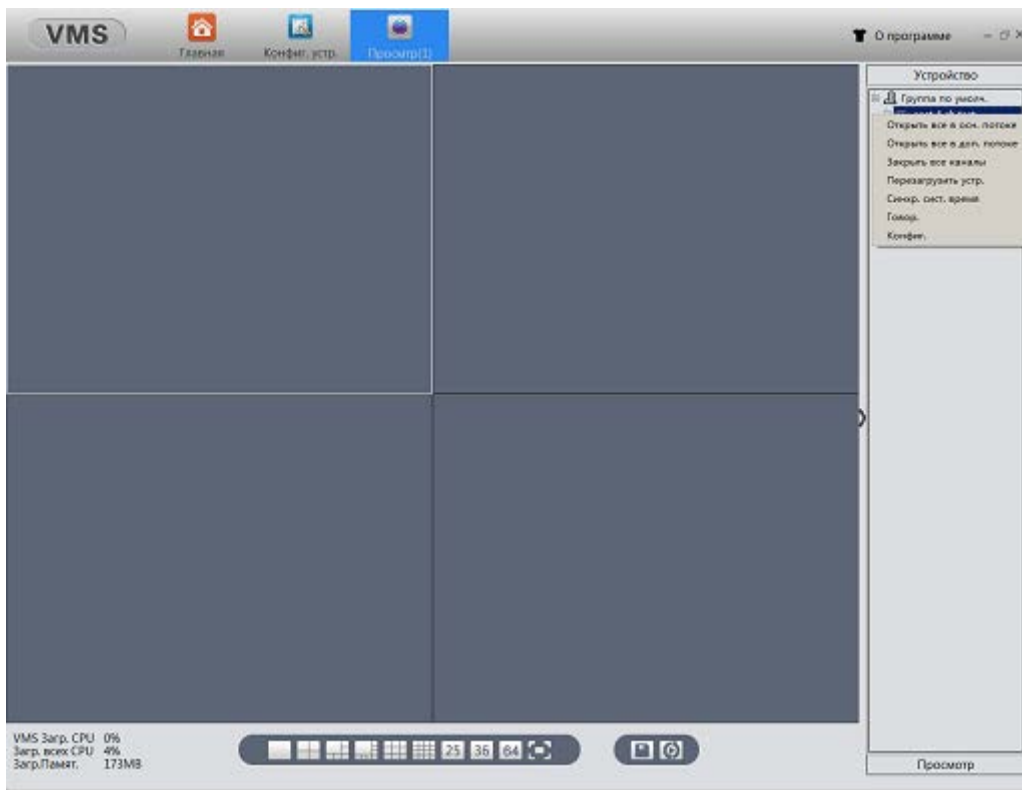 VMS
Главная
Конфиг. устр.
Просмотр(1)
О программе
Устройство
Группа по умолч.
Открыть все в осн. потоке
Открыть все в доп. потоке
Закрыть все каналы
Перезагрузить устр.
Синхр. сист. время
Говор.
Конфиг.
VMS Загр. CPU 0%
Загр. всех CPU 4%
Загр.Памят. 173MB
25 36 64
Просмотр